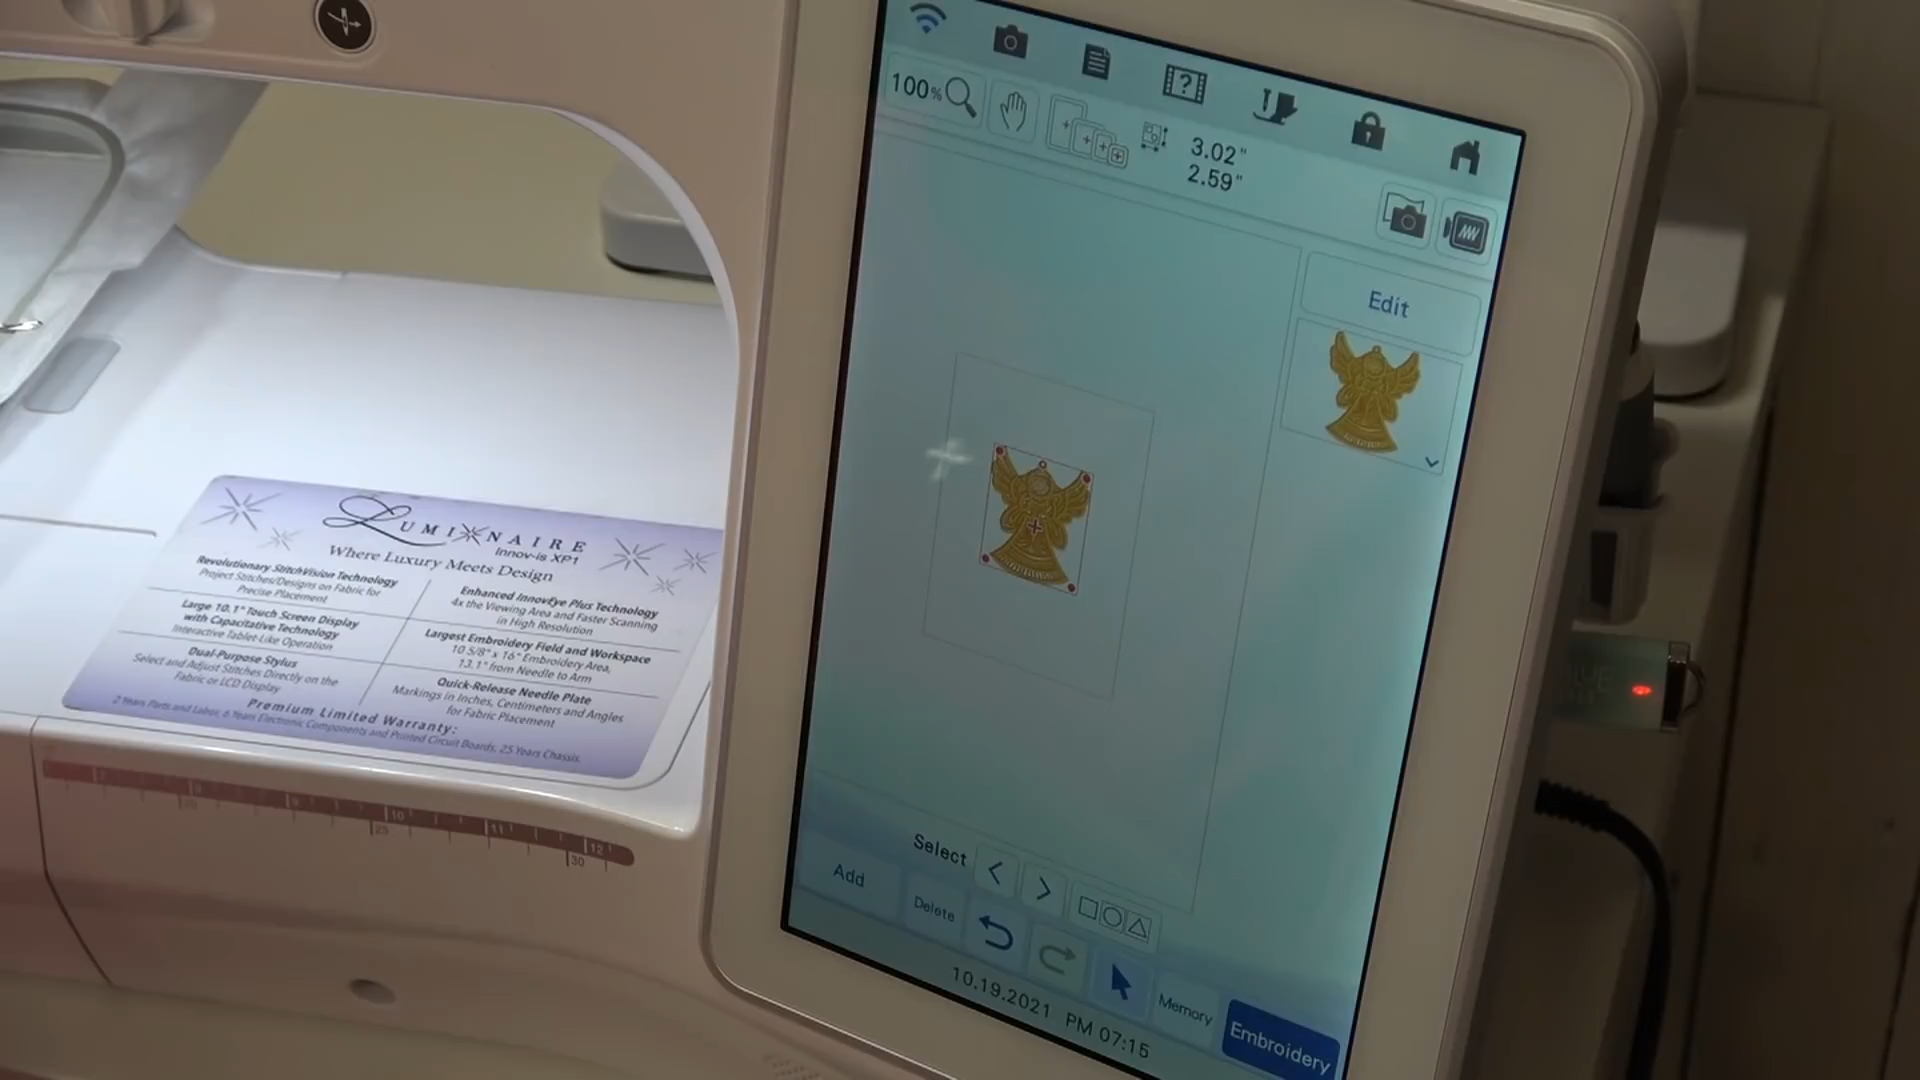 LUMINAIRE
Innov-is XP1
Where Luxury Meets Design
Revolutionary StitchVision Technology
Project Stitches/Designs on Fabric for
Precise Placement
Large 10.1" Touch Screen Display
with Capacitative Technology
Interactive Tablet-Like Operation
Dual-Purpose Stylus
Select and Adjust Stitches Directly on the
Fabric or LCD Display
Enhanced InnovEye Plus Technology
4x the Viewing Area and Faster Scanning
in High Resolution
Largest Embroidery Field and Workspace
10 5/8" x 16" Embroidery Area,
13.1" from Needle to Arm
Quick-Release Needle Plate
Markings in Inches, Centimeters and Angles
for Fabric Placement
Premium Limited Warranty:
2 Years Parts and Labor, 6 Years Electronic Components and Printed Circuit Boards, 25 Years Chassis.
10 11 12
25 30
100%
?
3.02"
2.59"
Edit
Select < >
Add
Delete
Memory
Embroidery
10.19.2021 PM 07:15